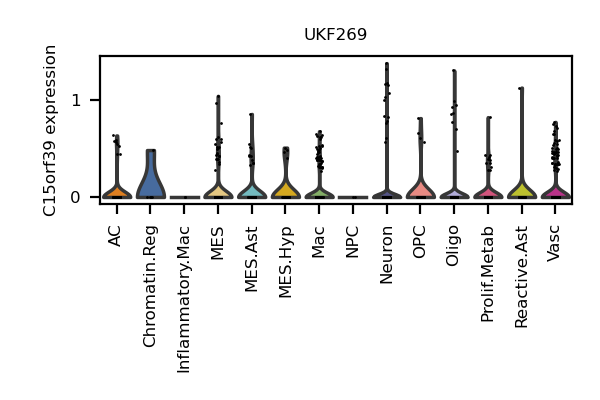 UKF269
C15orf39 expression
1
0
AC
Chromatin.Reg
Inflammatory.Mac
MES
MES.Ast
MES.Hyp
Mac
NPC
Neuron
OPC
Oligo
Prolif.Metab
Reactive.Ast
Vasc